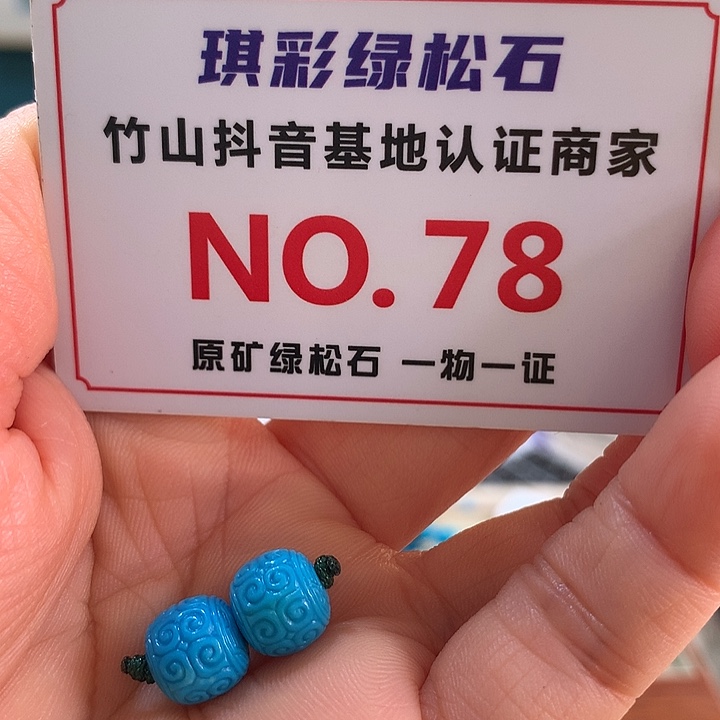 琪彩绿松石
竹山抖音基地认证商家
NO.78
原矿绿松石 一物一证